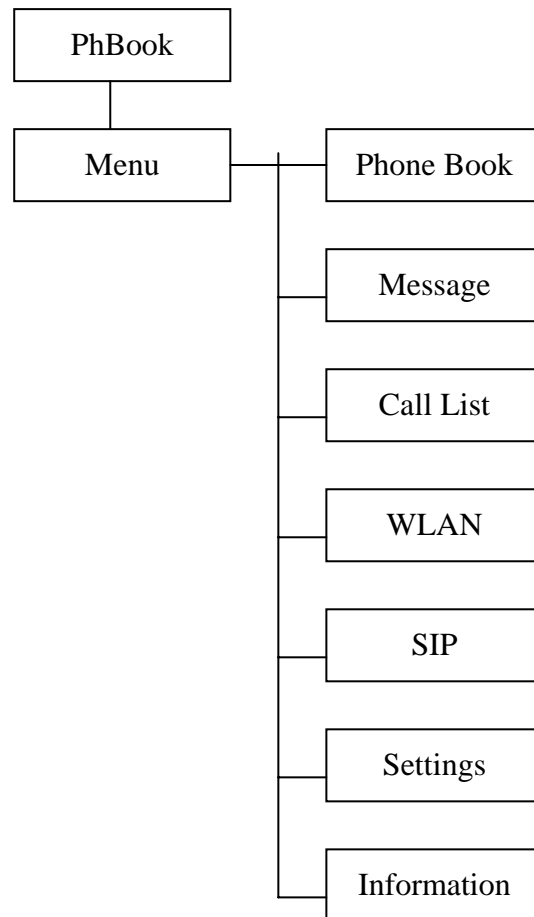 PhBook
Menu
Phone Book
Message
Call List
WLAN
SIP
Settings
Information